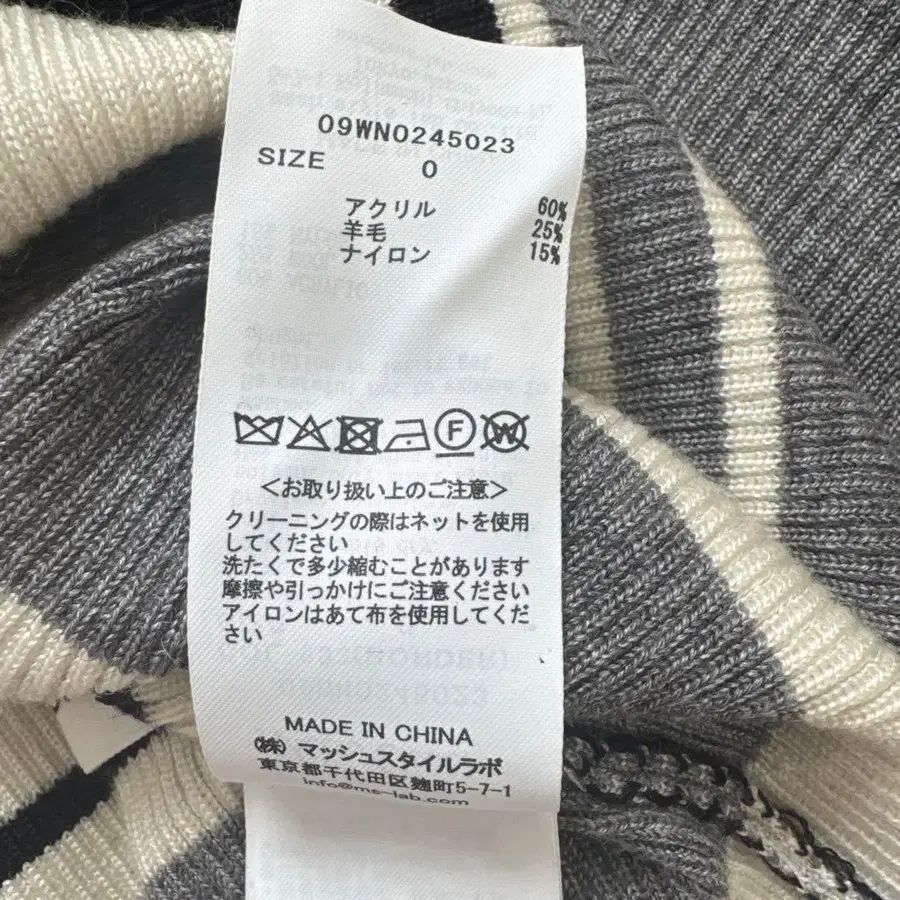 09WNO245023
SIZE 0
アクリル 60%
羊毛 25%
ナイロン 15%
F W
＜お取り扱い上のご注意＞
クリーニングの際はネットを使用
してください
洗たくで多少縮むことがあります
摩擦や引っかけにご注意ください
アイロンはあて布を使用してくだ
さい
MADE IN CHINA
㈱ マッシュスタイルラボ
東京都千代田区麹町5-7-1
info@ms-lab.com